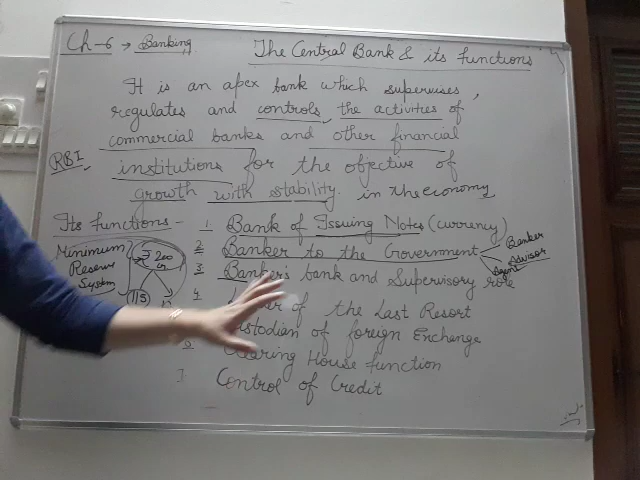 Ch-6 → Banking
The Central Bank & its functions
It is an apex bank which supervises,
regulates and controls, the activities of
commercial banks and other financial
RBI
institutions for the objective of
growth with stability in the economy
Its functions - 1. Bank of Issuing Notes (currency)
2 Banker to the Government
Banker
Advisor
Agent
3 Banker's bank and Supervisory role
Minimum
Reserve
System
₹ 200
cr
115
4 of the Last Resort
of foreign Exchange
House function
7 Control of Credit